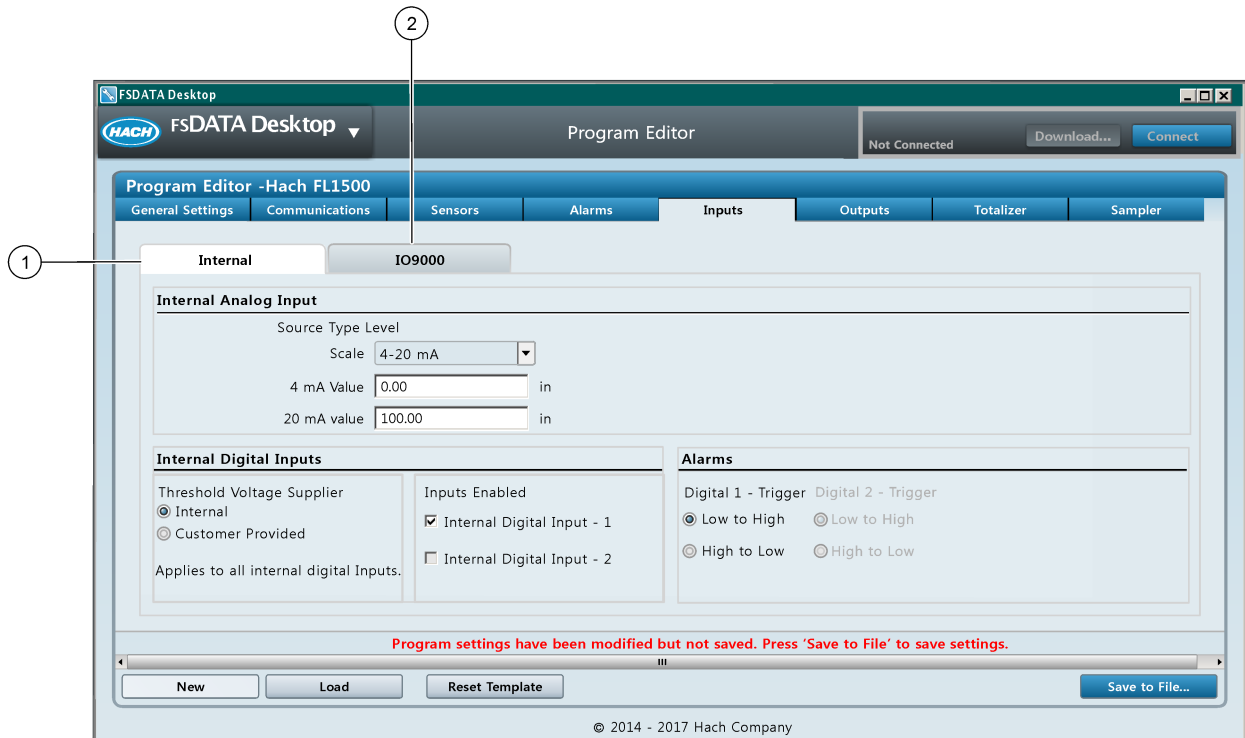 2
1
FSDATA Desktop
HACH FSDATA Desktop
Program Editor
Not Connected
Download...
Connect
Program Editor -Hach FL1500
General Settings Communications Sensors Alarms Inputs Outputs Totalizer Sampler
Internal IO9000
Internal Analog Input
Source Type Level
Scale 4-20 mA
4 mA Value 0.00 in
20 mA value 100.00 in
Internal Digital Inputs
Threshold Voltage Supplier
Internal
Customer Provided
Applies to all internal digital Inputs.
Inputs Enabled
Internal Digital Input - 1
Internal Digital Input - 2
Alarms
Digital 1 - Trigger Digital 2 - Trigger
Low to High Low to High
High to Low High to Low
Program settings have been modified but not saved. Press ‘Save to File’ to save settings.
New Load Reset Template Save to File...
© 2014 - 2017 Hach Company